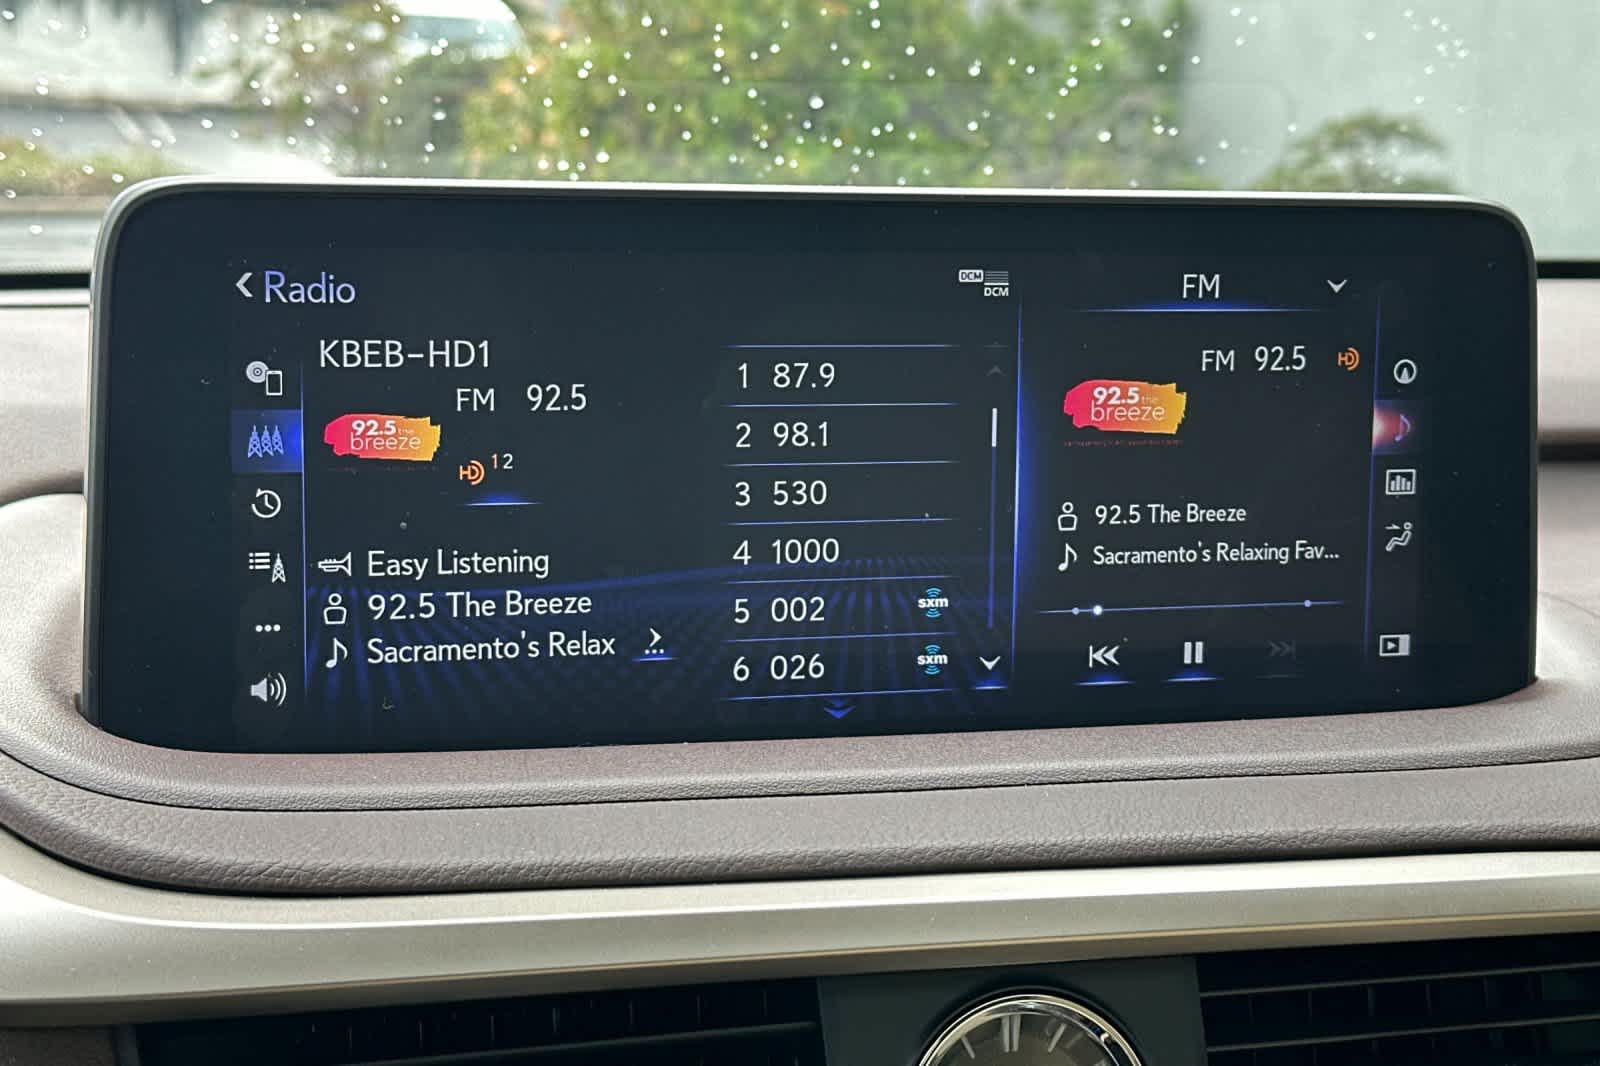 Radio
DCM
DCM
KBEB-HD1
FM 92.5
92.5 the
breeze
HD 1 2
Easy Listening
92.5 The Breeze
Sacramento's Relax
1 87.9
2 98.1
3 530
4 1000
5 002 sxm
6 026 sxm
FM
FM 92.5 HD
92.5 the
breeze
92.5 The Breeze
Sacramento's Relaxing Fav...